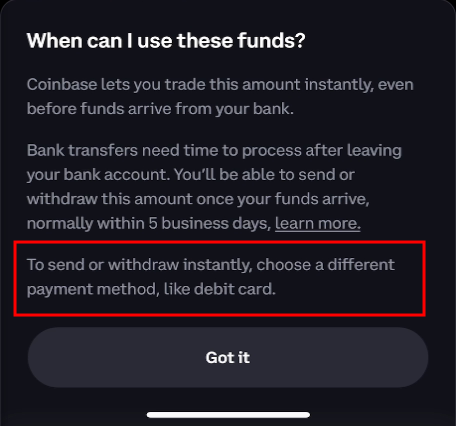 When can I use these funds?
Coinbase lets you trade this amount instantly, even
before funds arrive from your bank.
Bank transfers need time to process after leaving
your bank account. You’ll be able to send or
withdraw this amount once your funds arrive,
normally within 5 business days, learn more.
To send or withdraw instantly, choose a different
payment method, like debit card.
Got it